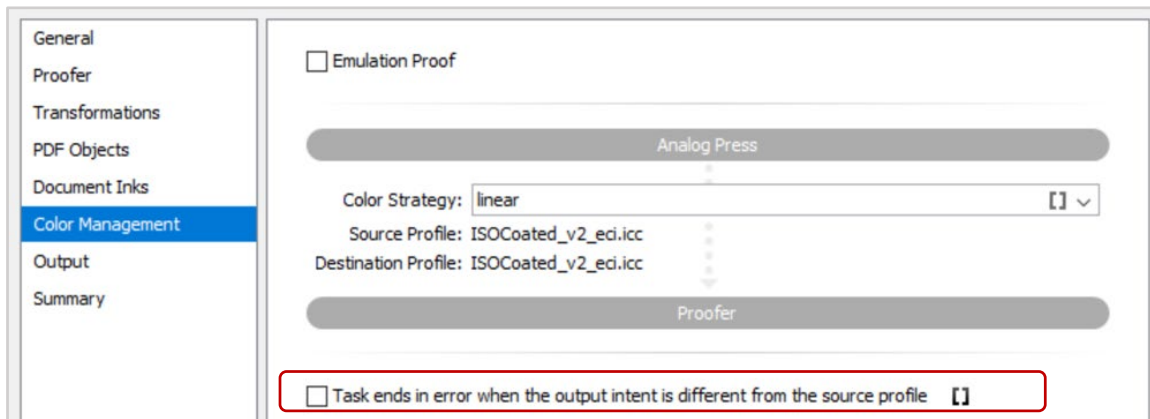 General
Proofer
Transformations
PDF Objects
Document Inks
Color Management
Output
Summary
Emulation Proof
Analog Press
Color Strategy: linear []
Source Profile: ISOCoated_v2_eci.icc
Destination Profile: ISOCoated_v2_eci.icc
Proofer
Task ends in error when the output intent is different from the source profile []